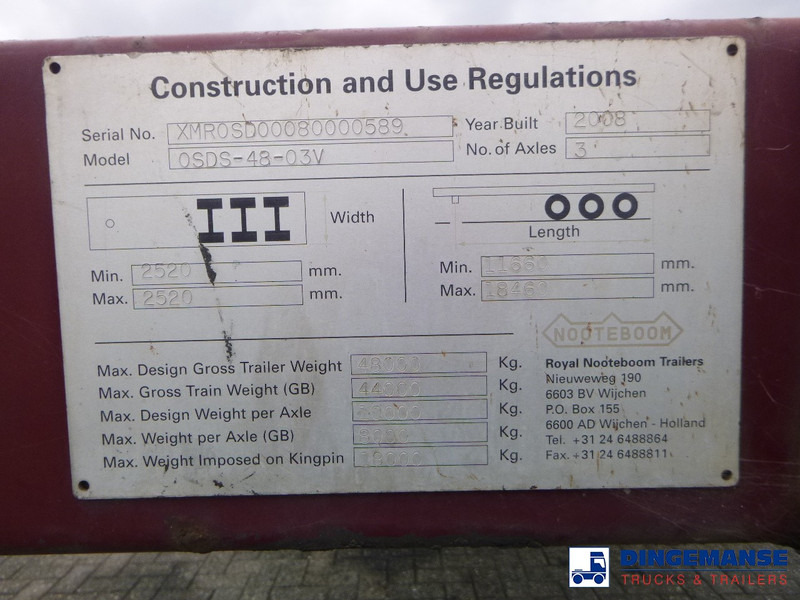 Construction and Use Regulations
Serial No. XMR0SD00080000589
Year Built 2008
Model 0SDS-48-03V
No. of Axles 3
Width
Length
Min. 2520 mm.
Max. 2520 mm.
Min. mm.
Max. mm.
NOOTEBOOM
Max. Design Gross Trailer Weight Kg.
Max. Gross Train Weight (GB) 44000 Kg.
Max. Design Weight per Axle Kg.
Max. Weight per Axle (GB) Kg.
Max. Weight Imposed on Kingpin Kg.
Royal Nooteboom Trailers
Nieuweweg 190
6603 BV Wijchen
P.O. Box 155
6600 AD Wijchen - Holland
Tel. +31 24 6488864
Fax. +31 24 6488811
DINGEMANSE
TRUCKS & TRAILERS